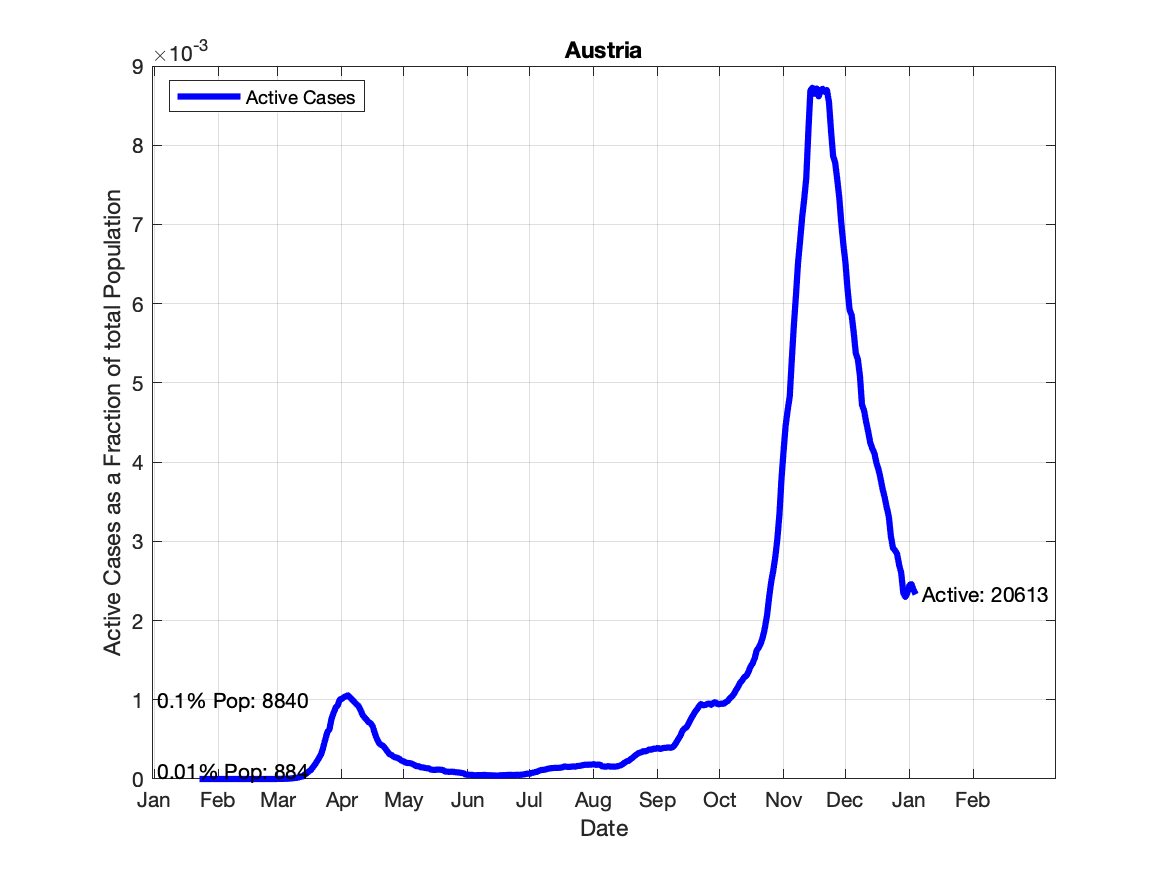 Austria
×10-3
Active Cases
9
8
7
6
5
4
3
2
1
0
Active Cases as a Fraction of total Population
Active: 20613
0.1% Pop: 8840
0.01% Pop: 884
Jan Feb Mar Apr May Jun Jul Aug Sep Oct Nov Dec Jan Feb
Date